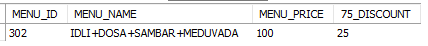 MENU_ID MENU_NAME MENU_PRICE 75_DISCOUNT
302 IDLI+DOSA+SAMBAR+MEDUVADA 100 25